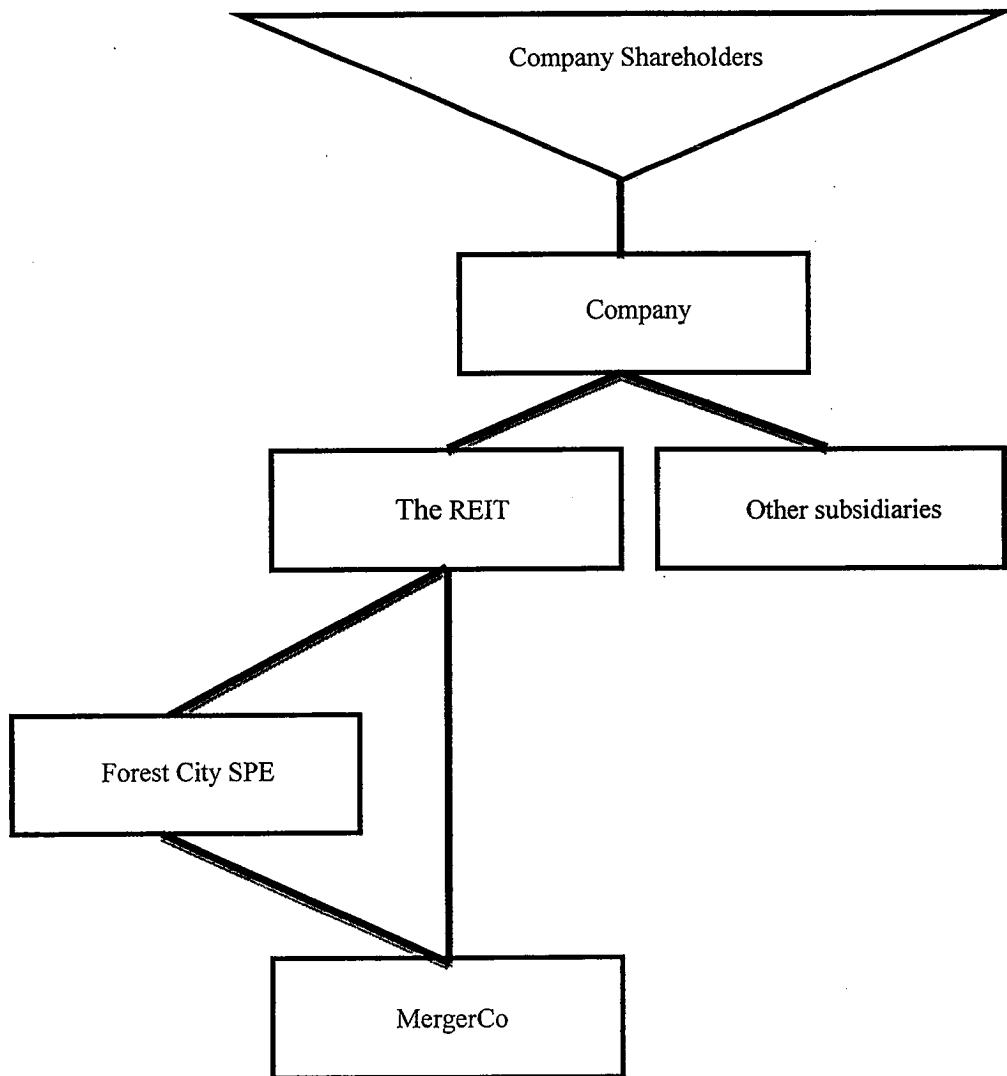 Company Shareholders
Company
The REIT
Other subsidiaries
Forest City SPE
MergerCo